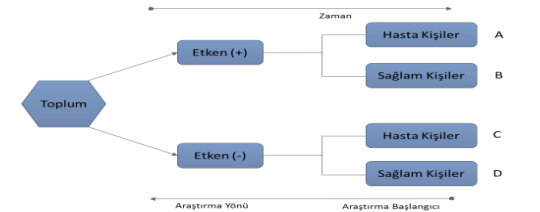 Zaman
Hasta Kişiler A
Etken (+)
Sağlam Kişiler B
Toplum
Hasta Kişiler C
Etken (-)
Sağlam Kişiler D
Araştırma Yönü Araştırma Başlangıcı